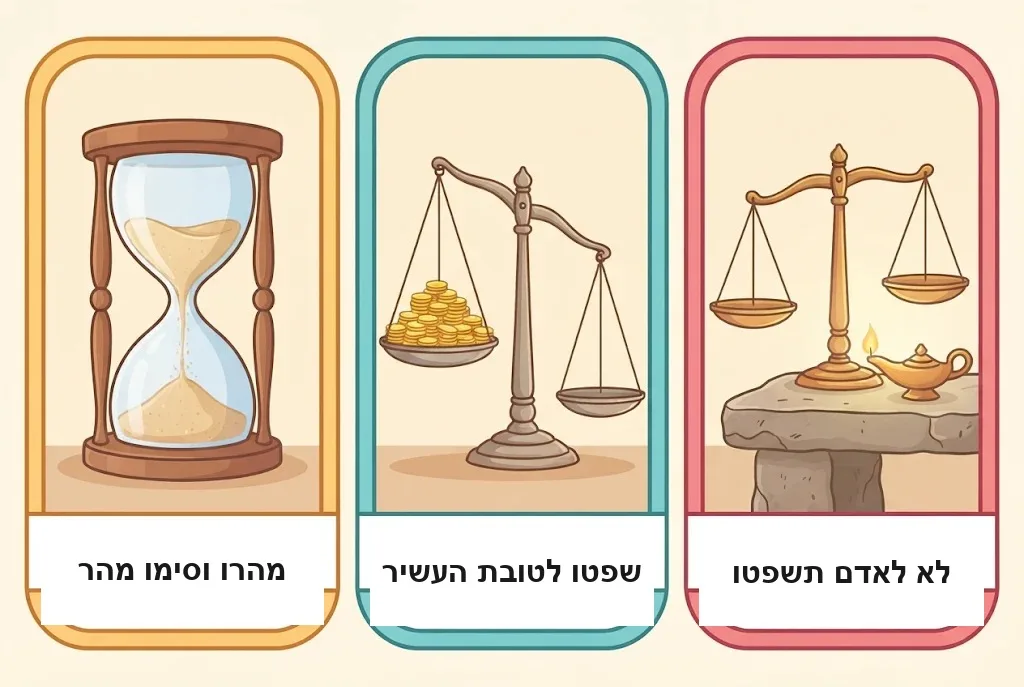 לא לאדם תשפטו
שפטו לטובת העשיר
מהרו וסימו מהר